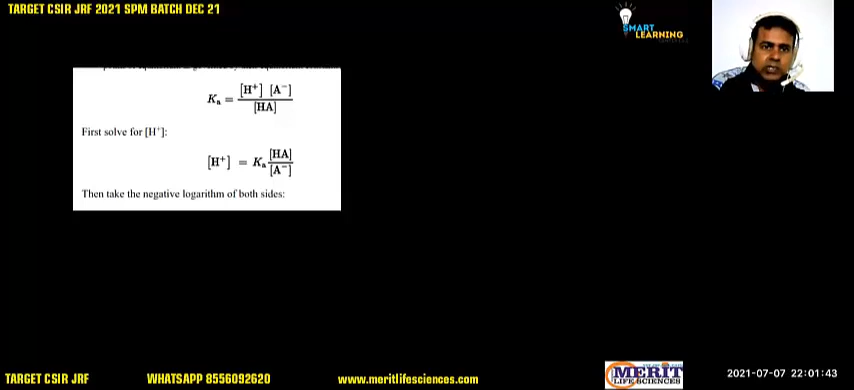 TARGET CSIR JRF 2021 SPM BATCH DEC 21
SMART
LEARNING
Kₐ = [H⁺] [A⁻] / [HA]
First solve for [H⁺]:
[H⁺] = Kₐ [HA] / [A⁻]
Then take the negative logarithm of both sides:
TARGET CSIR JRF
WHATSAPP 8556092620
www.meritlifesciences.com
MERIT
LIFE SCIENCES
2021-07-07 22:01:43